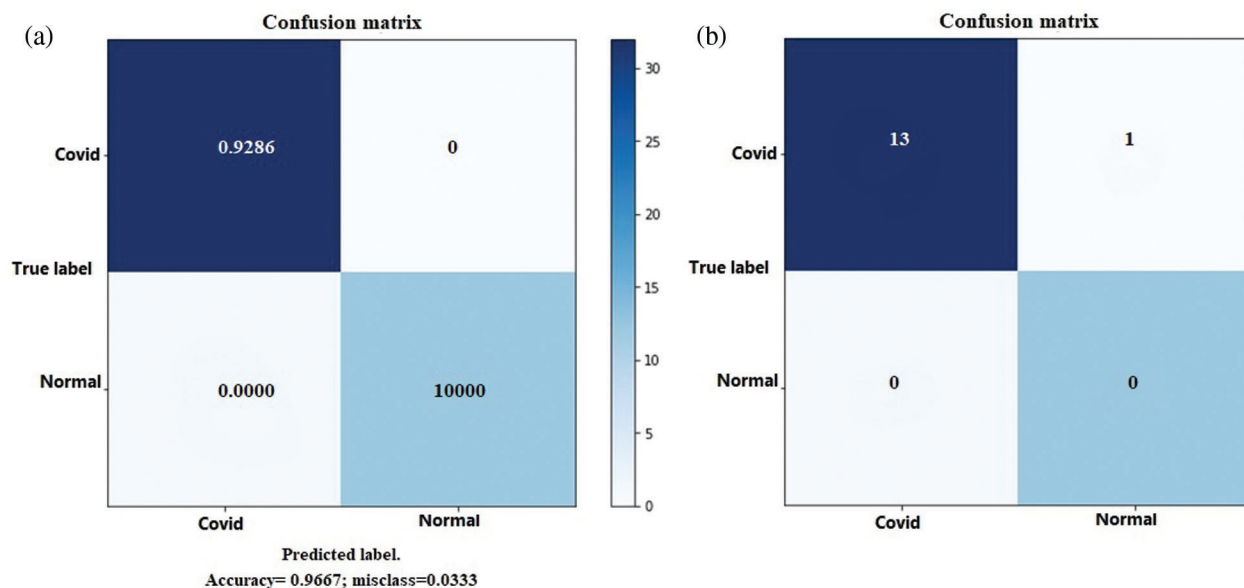 (a)
Confusion matrix
Covid
0.9286
0
True label
Normal
0.0000
10000
Covid
Normal
Predicted label.
Accuracy= 0.9667; misclass=0.0333
30
25
20
15
10
5
0
(b)
Confusion matrix
Covid
13
1
True label
Normal
0
0
Covid
Normal